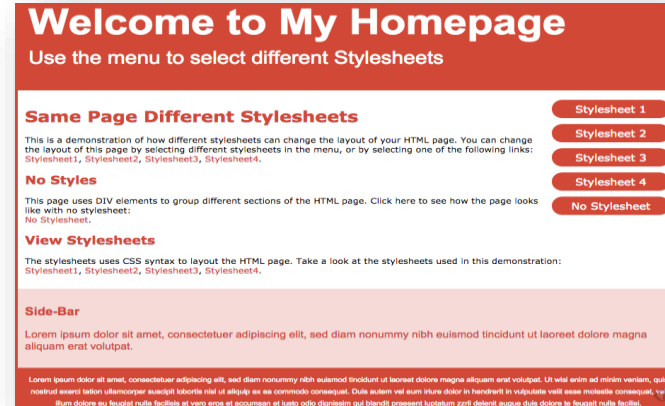 Welcome to My Homepage
Use the menu to select different Stylesheets
Same Page Different Stylesheets
This is a demonstration of how different stylesheets can change the layout of your HTML page. You can change
the layout of this page by selecting different stylesheets in the menu, or by selecting one of the following links:
Stylesheet1, Stylesheet2, Stylesheet3, Stylesheet4.
No Styles
This page uses DIV elements to group different sections of the HTML page. Click here to see how the page looks
like with no stylesheet:
No Stylesheet.
View Stylesheets
The stylesheets uses CSS syntax to layout the HTML page. Take a look at the stylesheets used in this demonstration:
Stylesheet1, Stylesheet2, Stylesheet3, Stylesheet4.
Stylesheet 1
Stylesheet 2
Stylesheet 3
Stylesheet 4
No Stylesheet
Side-Bar
Lorem ipsum dolor sit amet, consectetuer adipiscing elit, sed diam nonummy nibh euismod tincidunt ut laoreet dolore magna
aliquam erat volutpat.
Lorem ipsum dolor sit amet, consectetuer adipiscing elit, sed diam nonummy nibh euismod tincidunt ut laoreet dolore magna aliquam erat volutpat. Ut wisi enim ad minim veniam, quis
nostrud exerci tation ullamcorper suscipit lobortis nisl ut aliquip ex ea commodo consequat. Duis autem vel eum iriure dolor in hendrerit in vulputate velit esse molestie consequat,
illum dolore eu feugiat nulla facilisis at vero eros et accumsan et iusto odio dignissim qui blandit praesent luptatum zzril delenit augue duis dolore te feugait nulla facilisi.